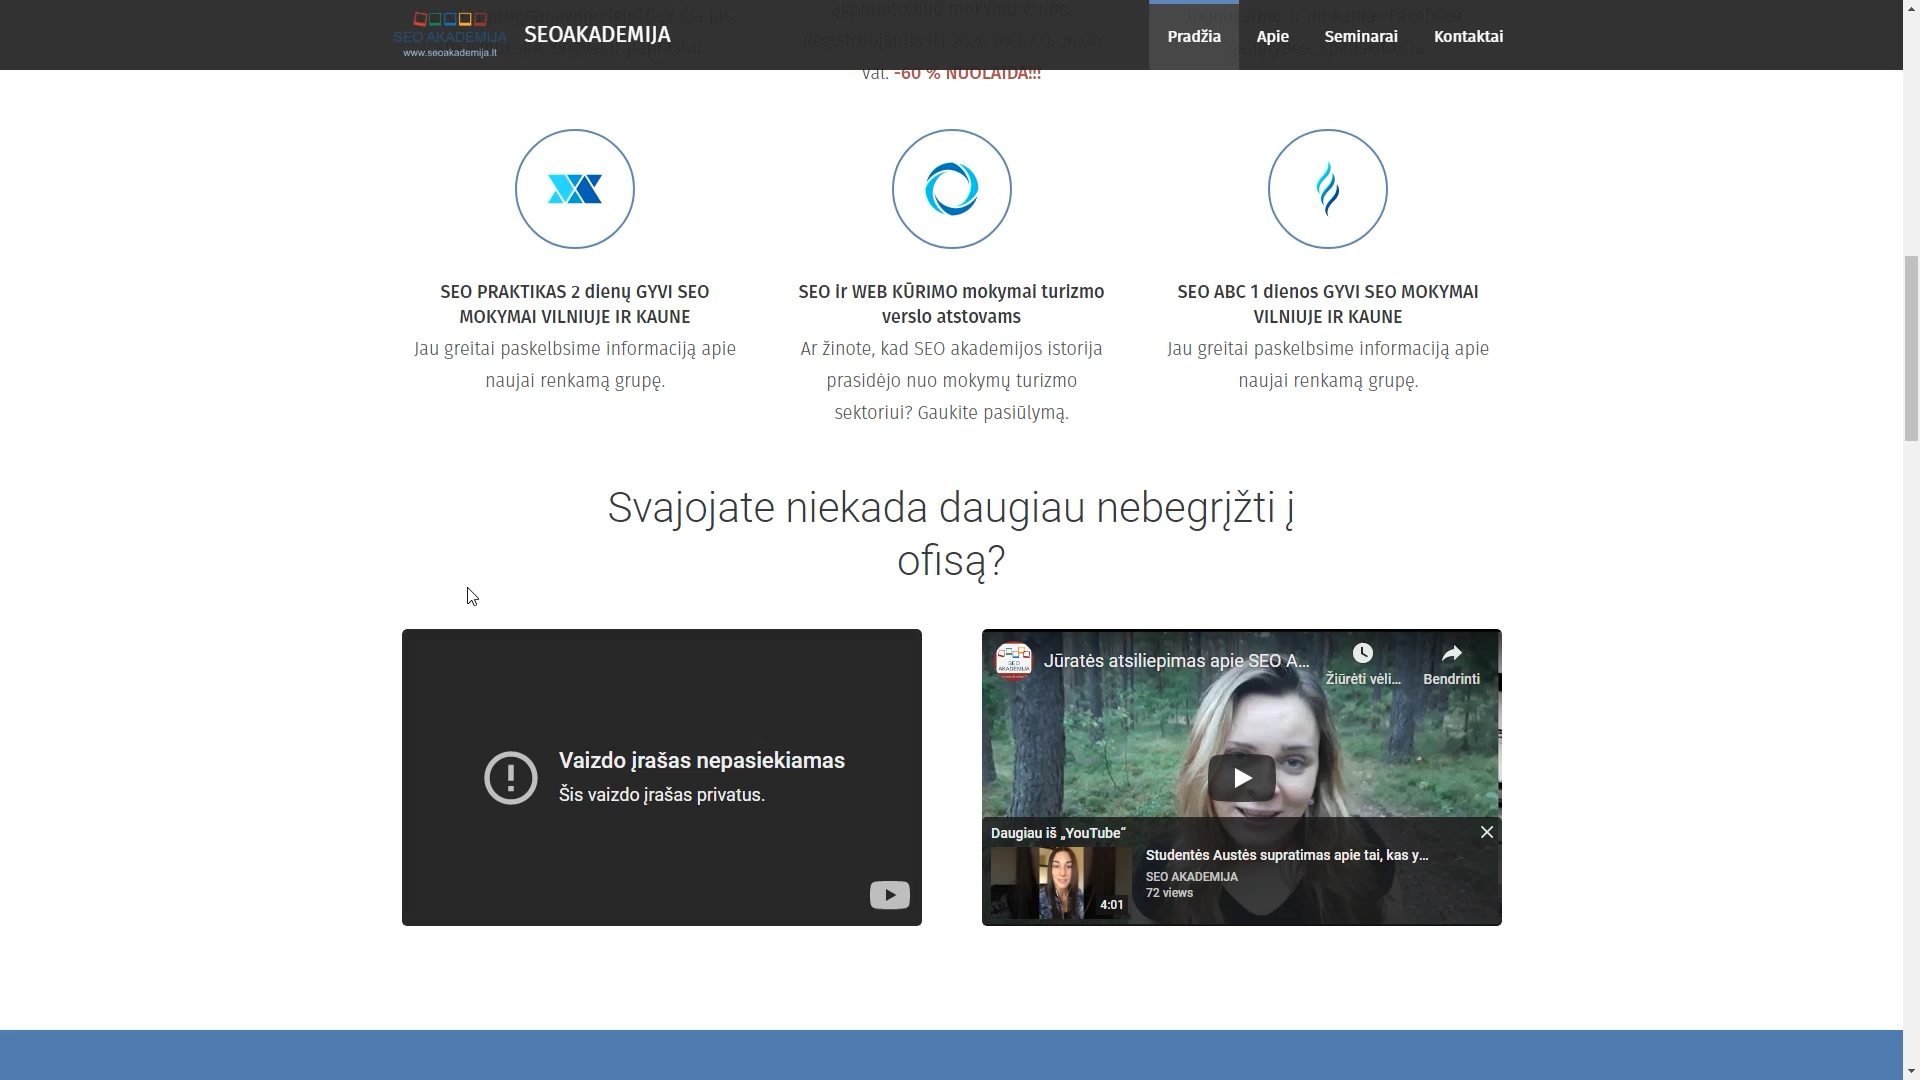 SEO AKADEMIJA
www.seoakademija.lt
SEOAKADEMIJA
Pradžia
Apie
Seminarai
Kontaktai
val. -60 % NUOLAIDA!!!
SEO PRAKTIKAS 2 dienų GYVI SEO
MOKYMAI VILNIUJE IR KAUNE
Jau greitai paskelbsime informaciją apie
naujai renkamą grupę.
SEO ir WEB KŪRIMO mokymai turizmo
verslo atstovams
Ar žinote, kad SEO akademijos istorija
prasidėjo nuo mokymų turizmo
sektoriui? Gaukite pasiūlymą.
SEO ABC 1 dienos GYVI SEO MOKYMAI
VILNIUJE IR KAUNE
Jau greitai paskelbsime informaciją apie
naujai renkamą grupę.
Svajojate niekada daugiau nebegrįžti į
ofisą?
Vaizdo įrašas nepasiekiamas
Šis vaizdo įrašas privatus.
SEO
AKADEMIJA
Jūratės atsiliepimas apie SEO A...
Žiūrėti vėli...
Bendrinti
Daugiau iš „YouTube“
Studentės Austės supratimas apie tai, kas y...
SEO AKADEMIJA
72 views
4:01